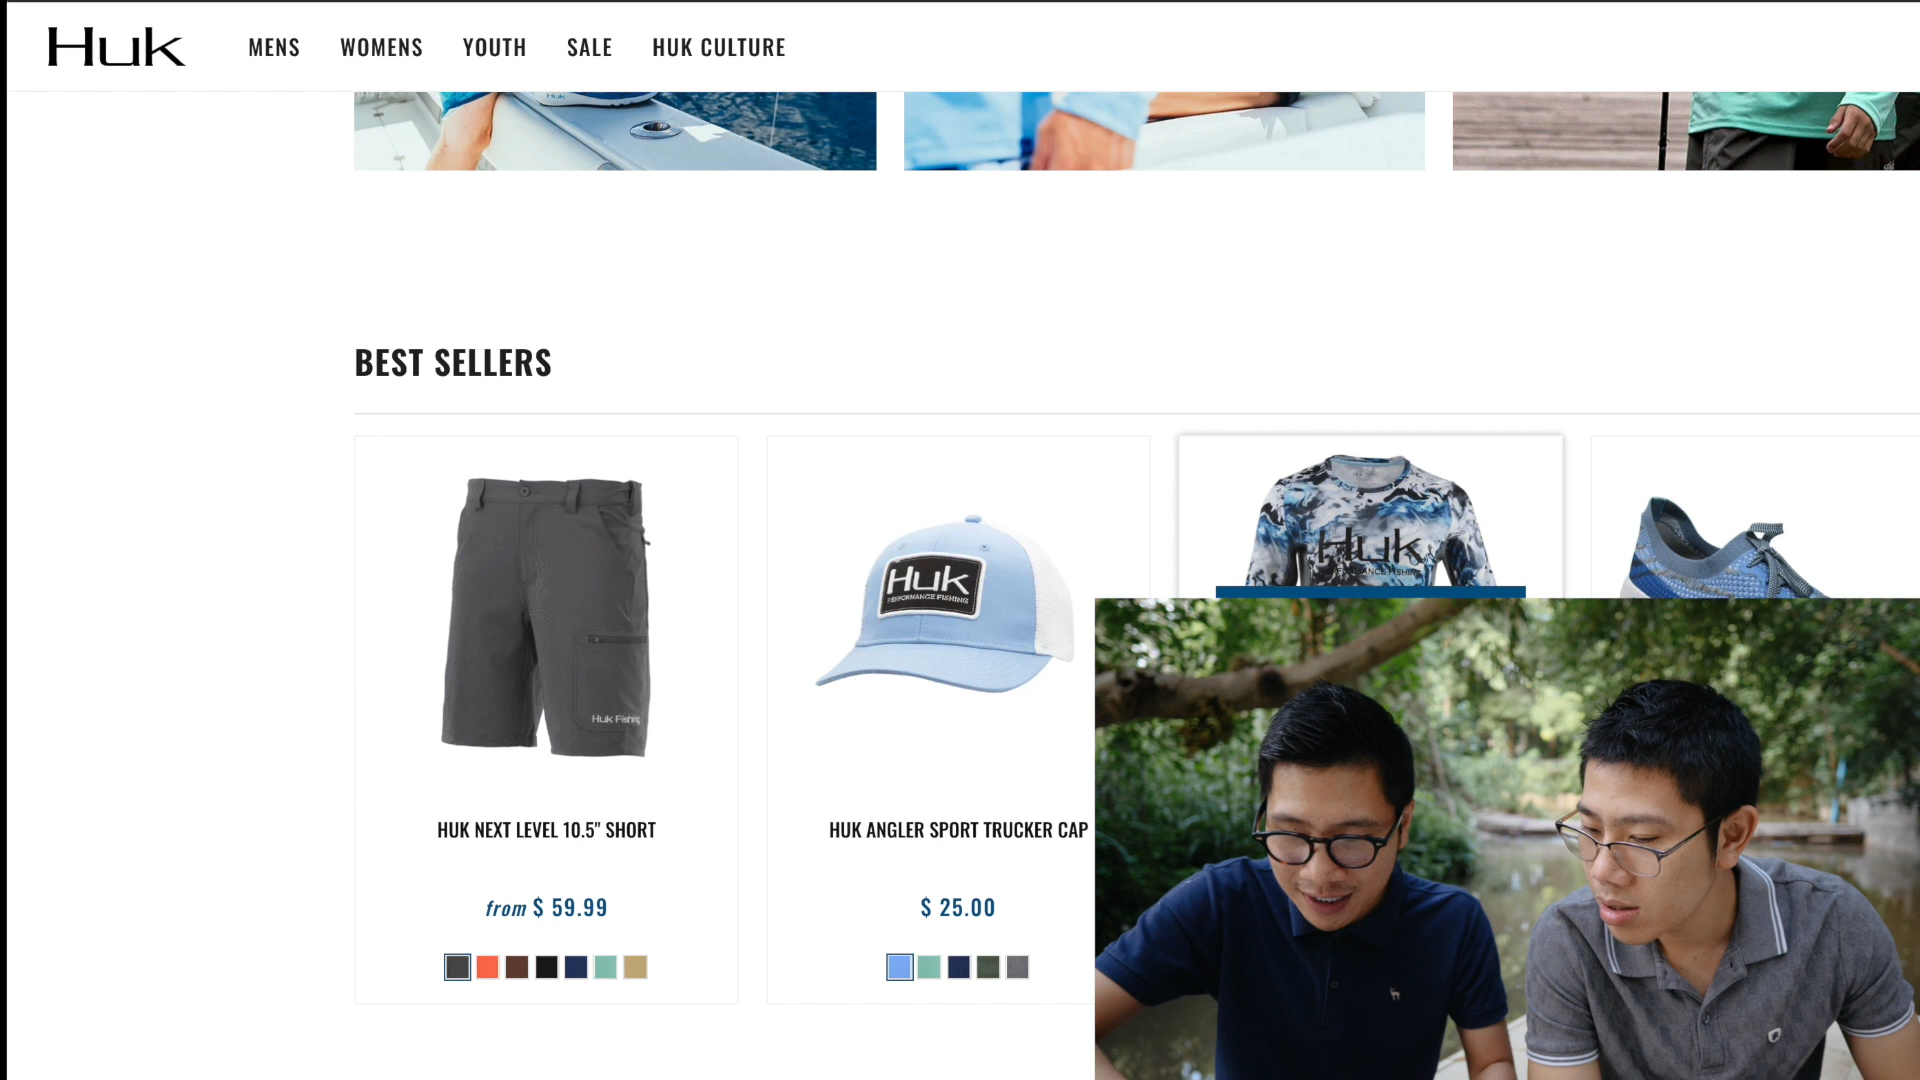 Huk
MENS
WOMENS
YOUTH
SALE
HUK CULTURE
Huk
BEST SELLERS
Huk Fishing
HUK NEXT LEVEL 10.5" SHORT
from $ 59.99
Huk
PERFORMANCE FISHING
HUK ANGLER SPORT TRUCKER CAP
$ 25.00
Huk